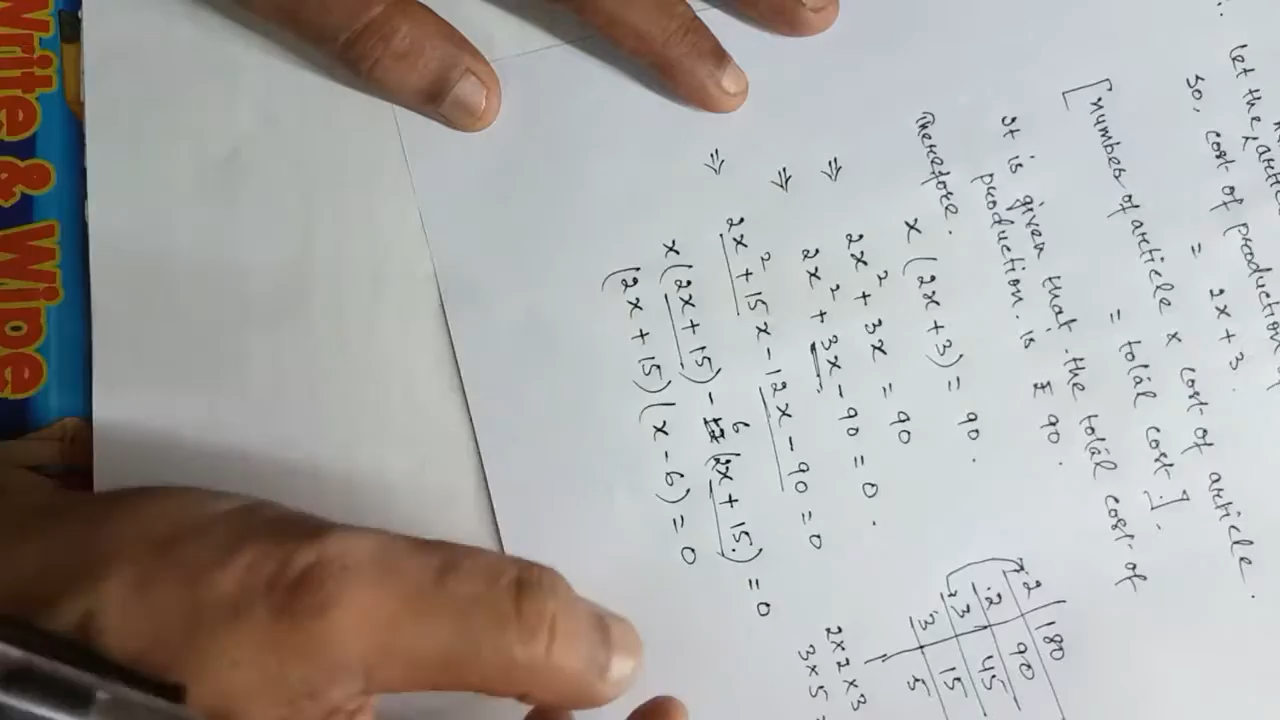 let the article
So, cost of production of
= 2x+3.
[Number of article × cost of article.
= total cost].
It is given that the total cost of
production is ₹ 90.
Therefore.
x (2x+3) = 90.
⇒ 2x² + 3x = 90
⇒ 2x² + 3x - 90 = 0.
⇒ 2x² + 15x - 12x - 90 = 0
x(2x+15) - 6 (2x+15) = 0
(2x+15)(x-6) = 0
2 | 180
2 | 90
3 | 45
3 | 15
5
2×2×3
3×5
Write & Wipe